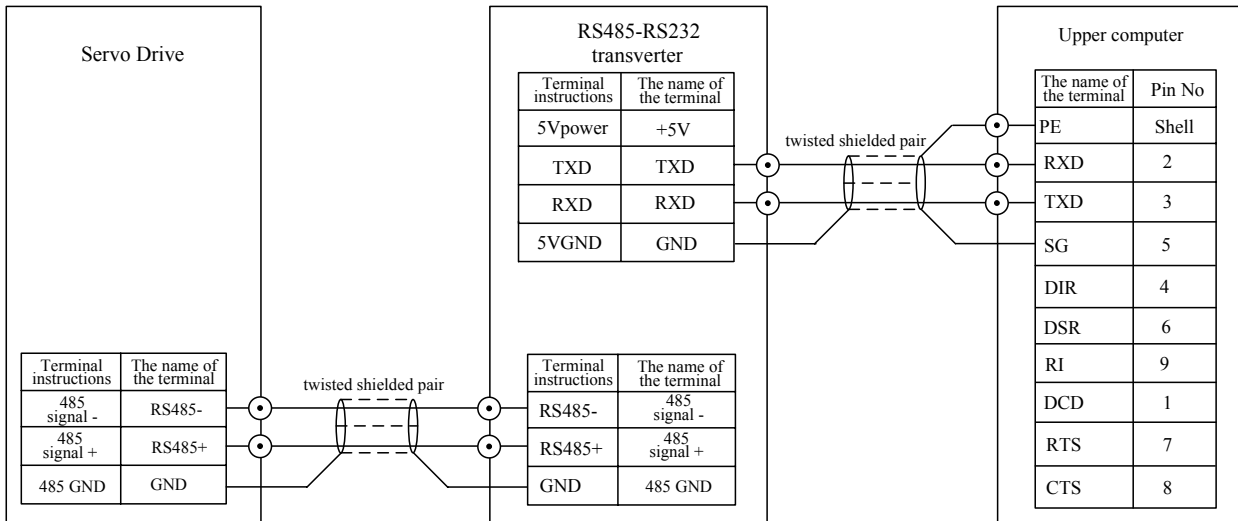 Servo Drive
Terminal
instructions
The name of
the terminal
485
signal -
RS485-
485
signal +
RS485+
485 GND
GND
twisted shielded pair
RS485-RS232
transverter
Terminal
instructions
The name of
the terminal
5Vpower
+5V
TXD
TXD
RXD
RXD
5VGND
GND
Terminal
instructions
The name of
the terminal
RS485-
485
signal -
RS485+
485
signal +
GND
485 GND
twisted shielded pair
Upper computer
The name of
the terminal
Pin No
PE
Shell
RXD
2
TXD
3
SG
5
DIR
4
DSR
6
RI
9
DCD
1
RTS
7
CTS
8